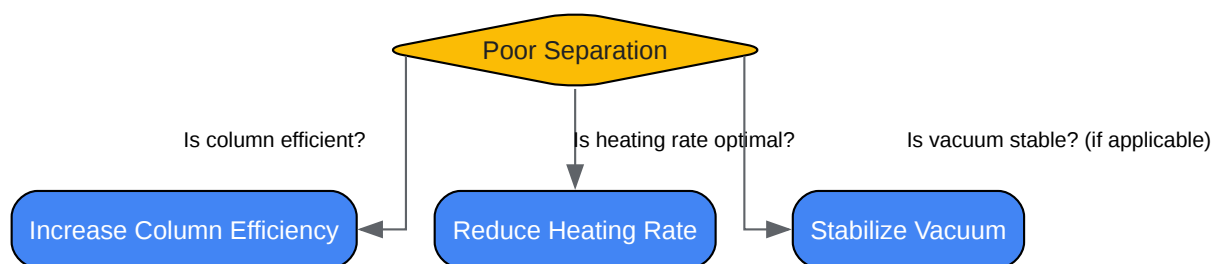 Poor Separation
Is column efficient?
Is heating rate optimal?
Is vacuum stable? (if applicable)
Increase Column Efficiency
Reduce Heating Rate
Stabilize Vacuum